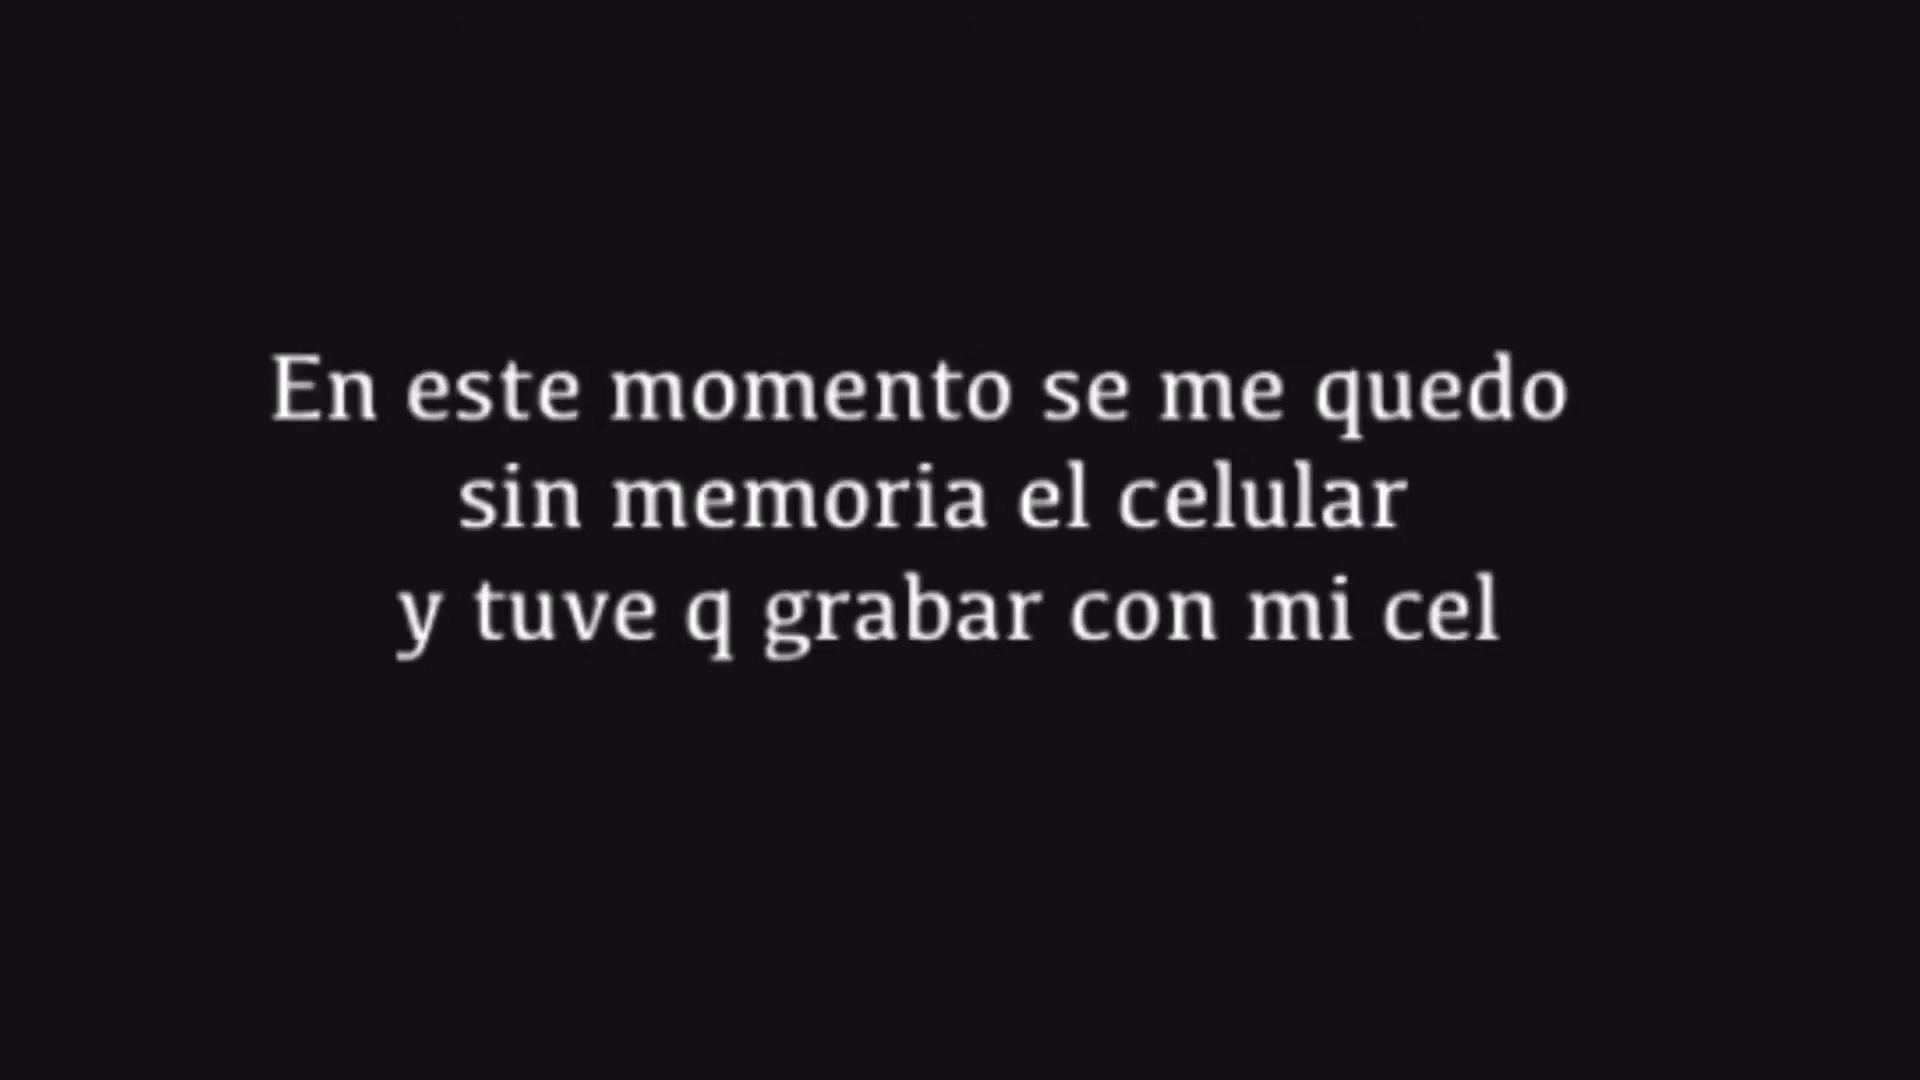 En este momento se me quedo
sin memoria el celular
y tuve q grabar con mi cel